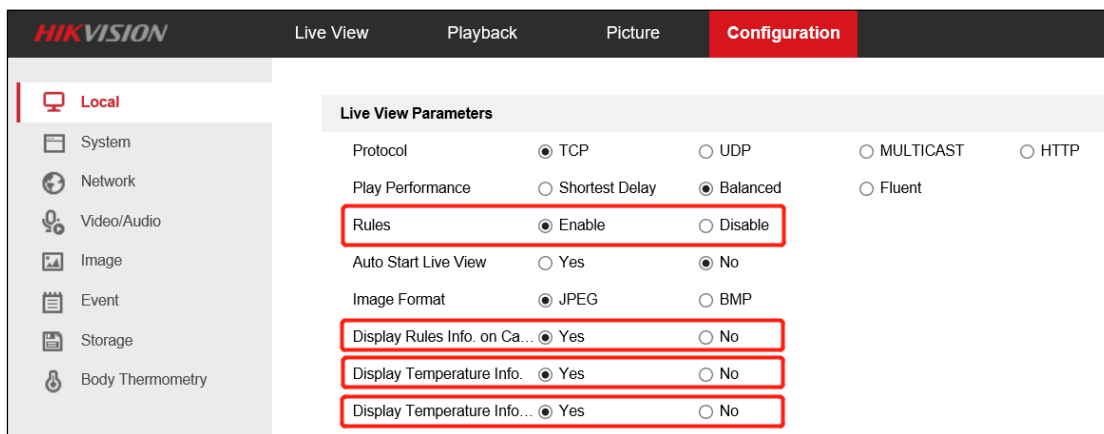 HIKVISION Live View Playback Picture Configuration
Local
System
Network
Video/Audio
Image
Event
Storage
Body Thermometry
Live View Parameters
Protocol TCP UDP MULTICAST HTTP
Play Performance Shortest Delay Balanced Fluent
Rules Enable Disable
Auto Start Live View Yes No
Image Format JPEG BMP
Display Rules Info. on Ca... Yes No
Display Temperature Info. Yes No
Display Temperature Info... Yes No